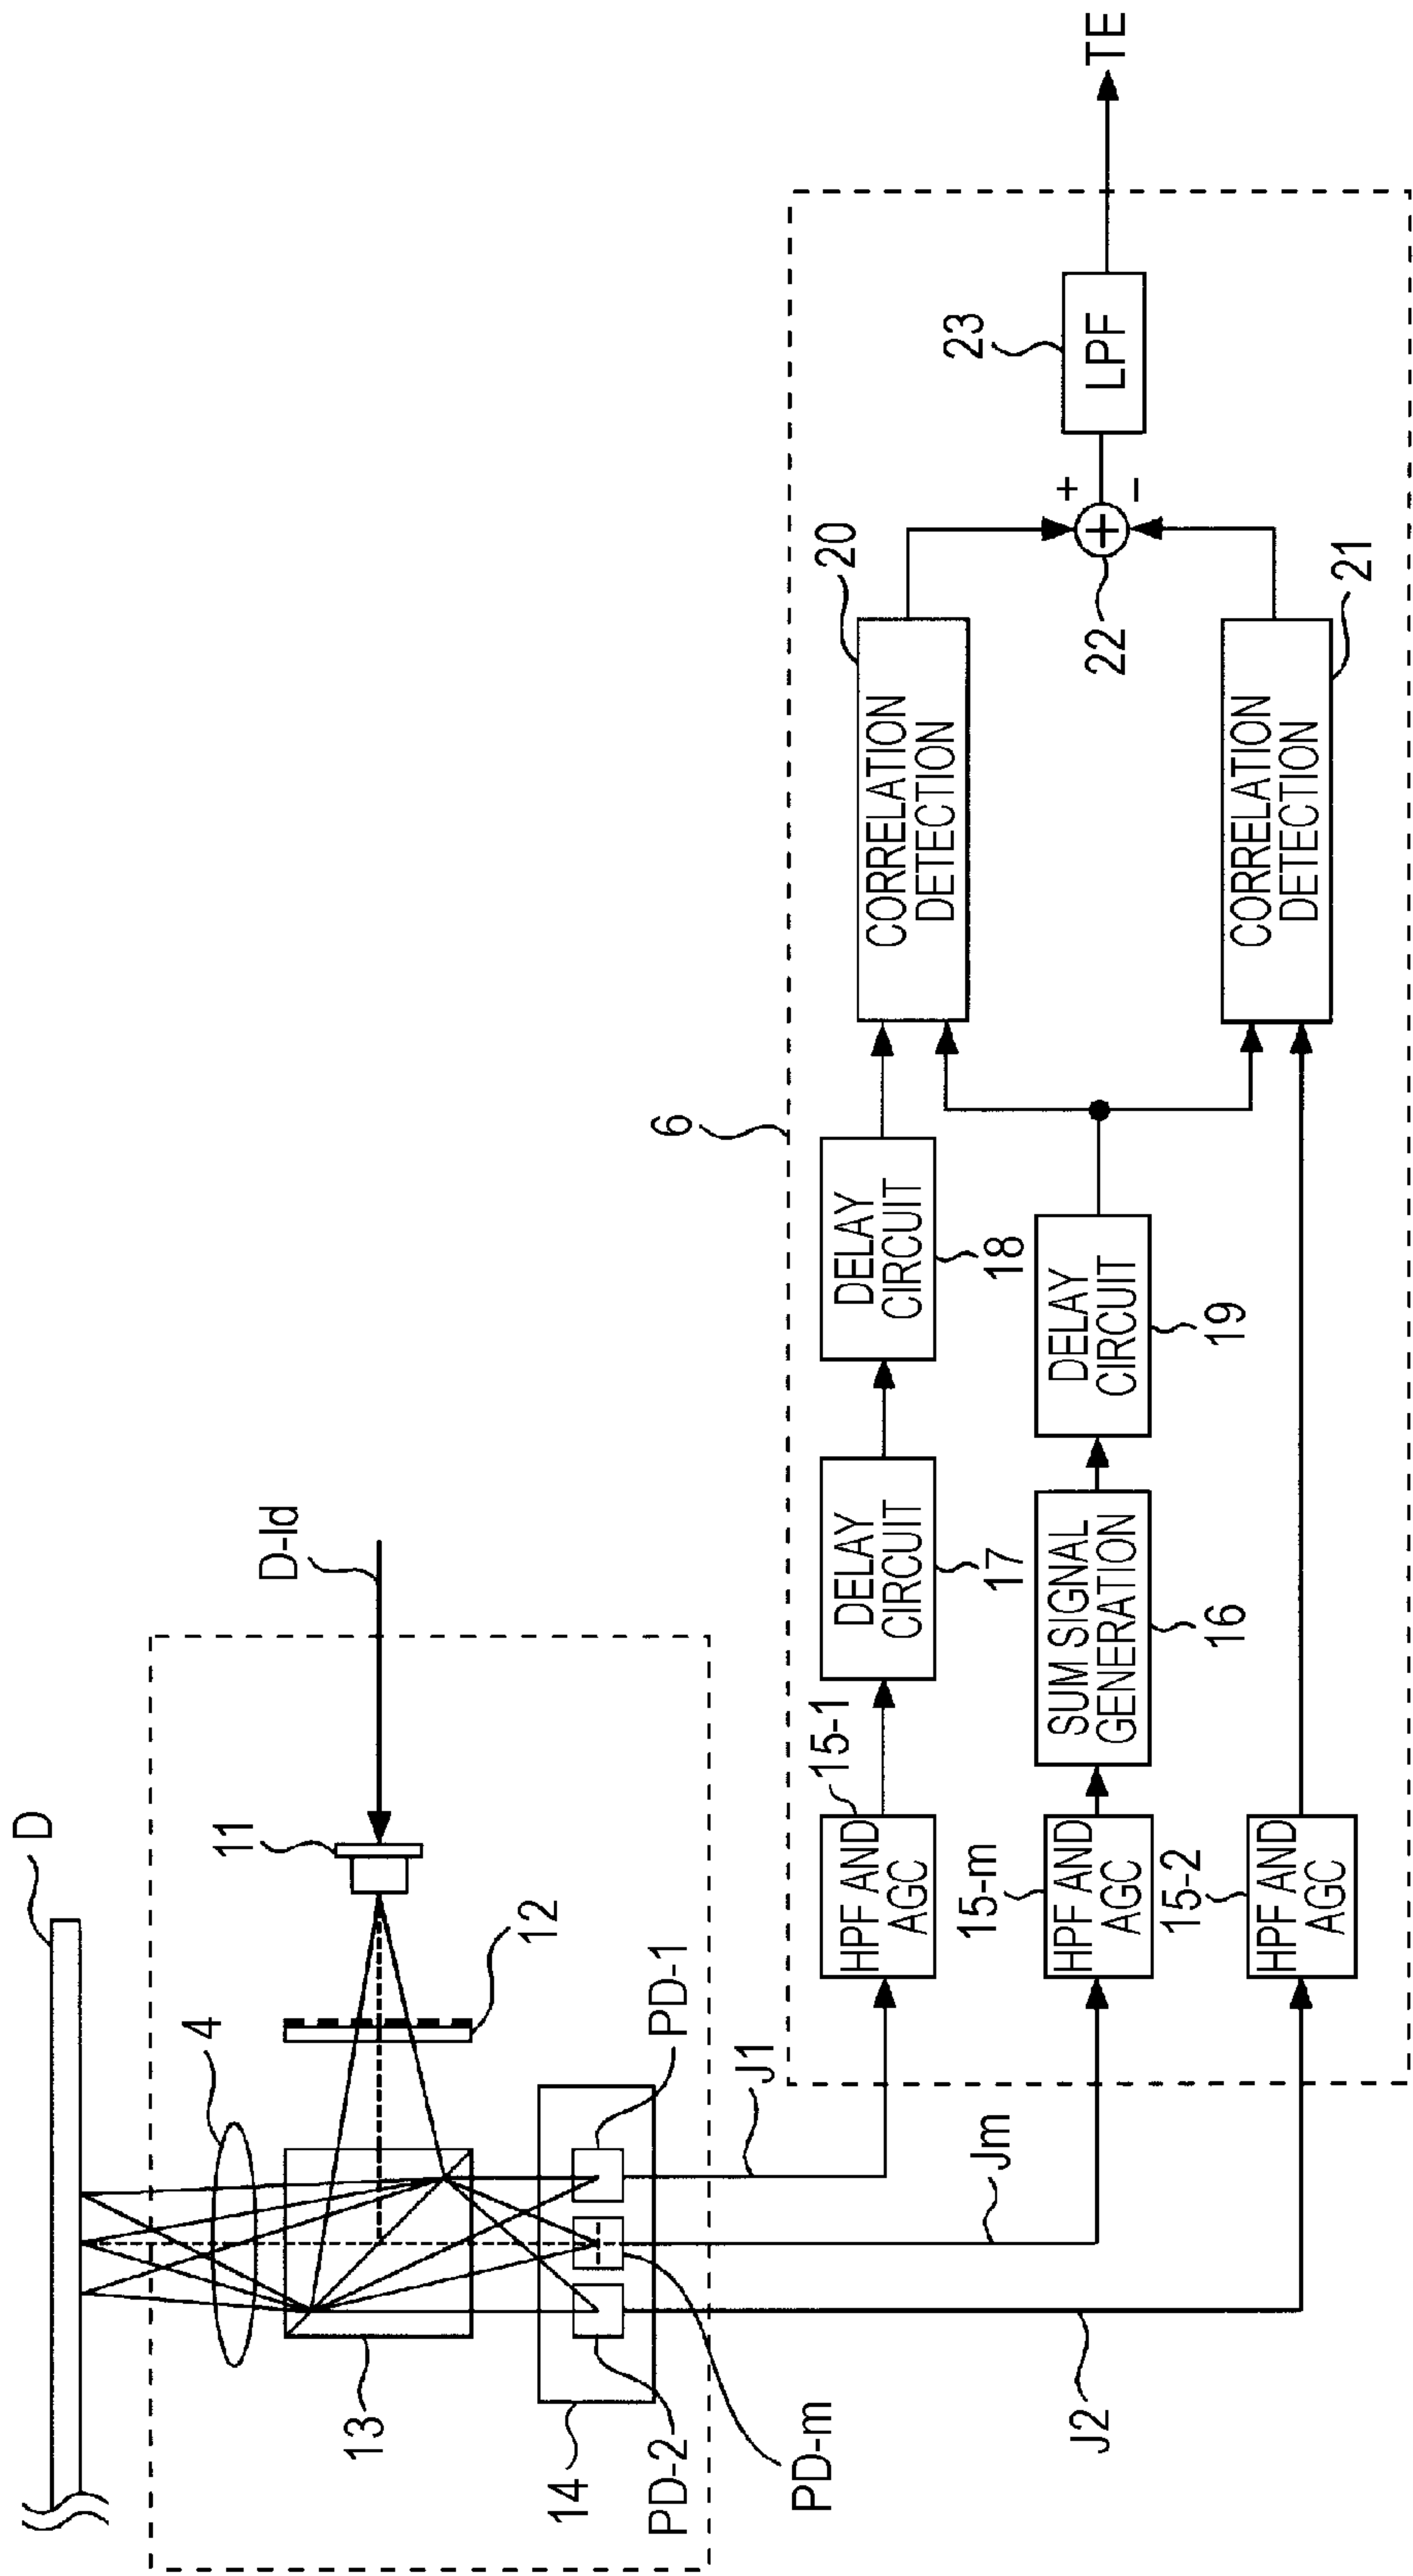 D
D-ld
11
12
4
13
14
PD-1
PD-2
PD-m
J1
Jm
J2
6
HPF AND
AGC
15-1
DELAY
CIRCUIT
17
DELAY
CIRCUIT
18
CORRELATION
DETECTION
20
HPF AND
AGC
15-m
SUM SIGNAL
GENERATION
16
DELAY
CIRCUIT
19
HPF AND
AGC
15-2
CORRELATION
DETECTION
21
+
−
+
22
LPF
23
TE